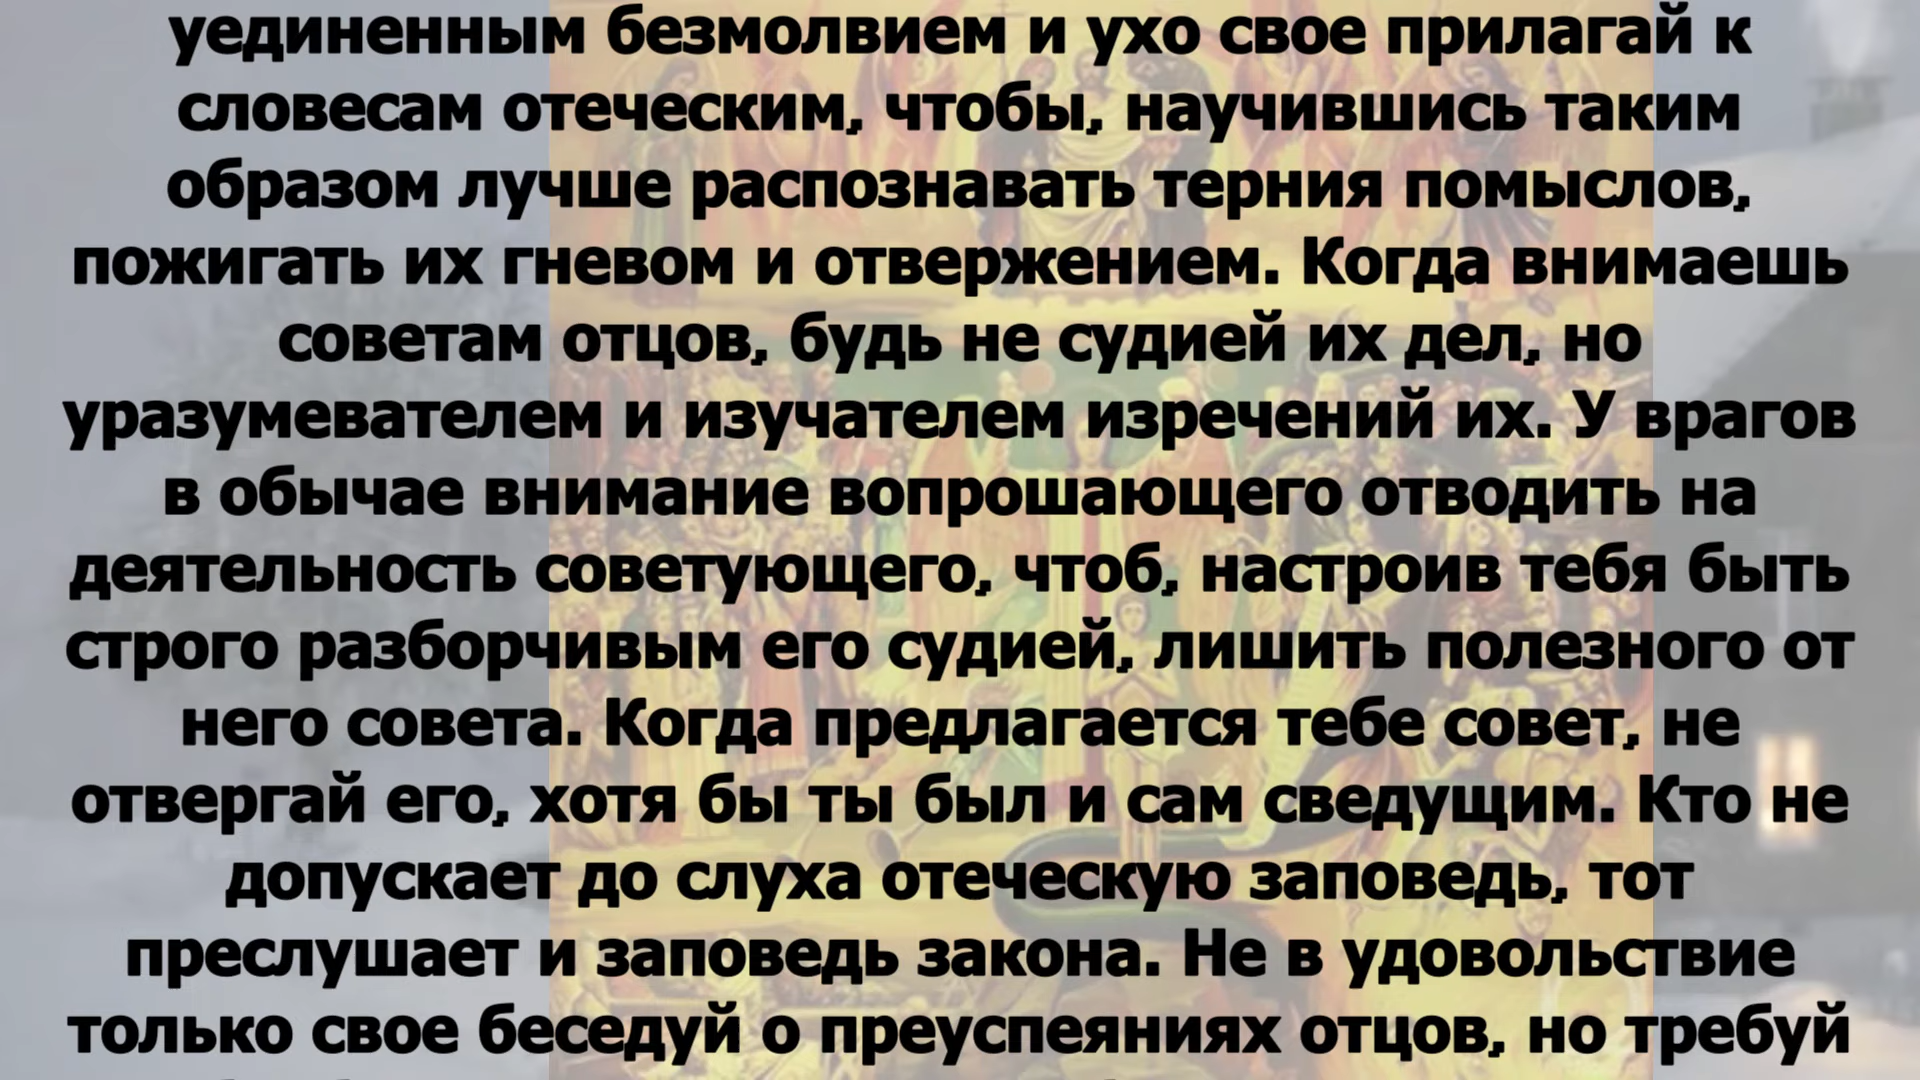 уединенным безмолвием и ухо свое прилагай к
словесам отеческим, чтобы, научившись таким
образом лучше распознавать терния помыслов,
пожигать их гневом и отвержением. Когда внимаешь
советам отцов, будь не судией их дел, но
уразумевателем и изучателем изречений их. У врагов
в обычае внимание вопрошающего отводить на
деятельность советующего, чтоб, настроив тебя быть
строго разборчивым его судией, лишить полезного от
него совета. Когда предлагается тебе совет, не
отвергай его, хотя бы ты был и сам сведущим. Кто не
допускает до слуха отеческую заповедь, тот
преслушает и заповедь закона. Не в удовольствие
только свое беседуй о преуспеяниях отцов, но требуй